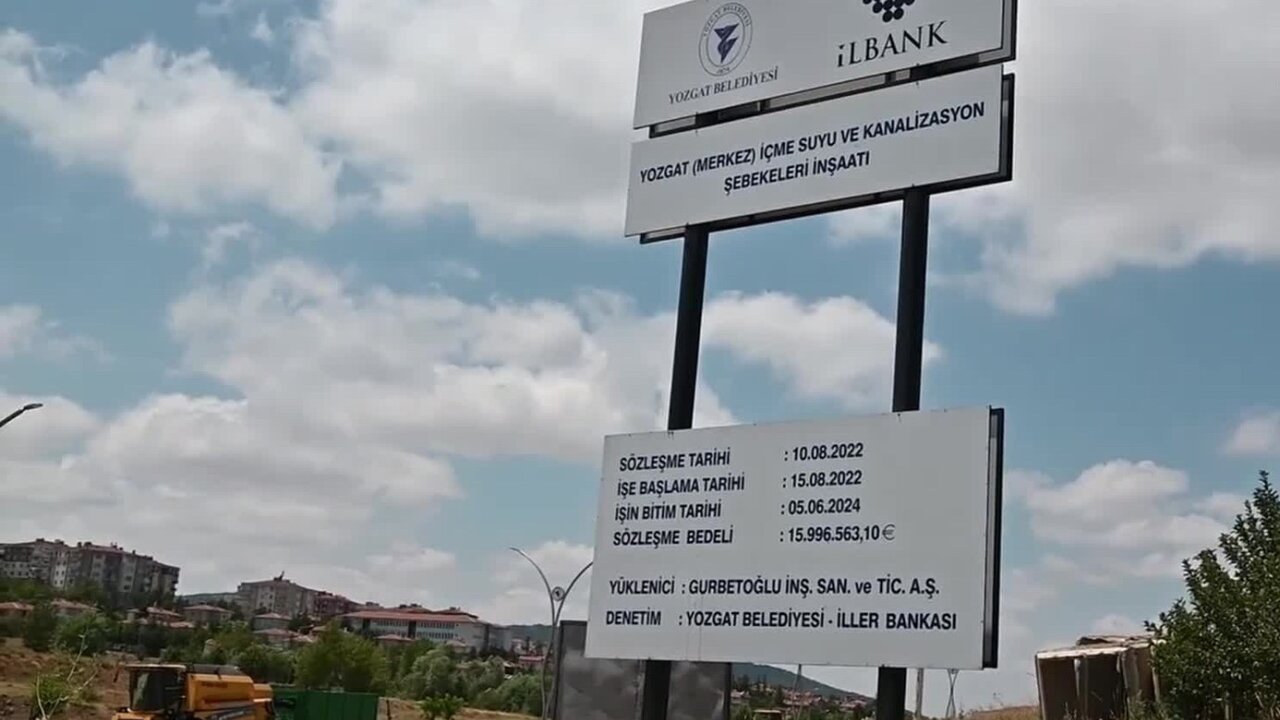 YOZGAT BELEDİYESİ
İLBANK
YOZGAT (MERKEZ) İÇME SUYU VE KANALİZASYON
ŞEBEKELERİ İNŞAATI
SÖZLEŞME TARİHİ : 10.08.2022
İŞE BAŞLAMA TARİHİ : 15.08.2022
İŞİN BİTİM TARİHİ : 05.06.2024
SÖZLEŞME BEDELİ : 15.996.563,10 €
YÜKLENİCİ : GURBETOĞLU İNŞ. SAN. ve TİC. A.Ş.
DENETİM : YOZGAT BELEDİYESİ - İLLER BANKASI